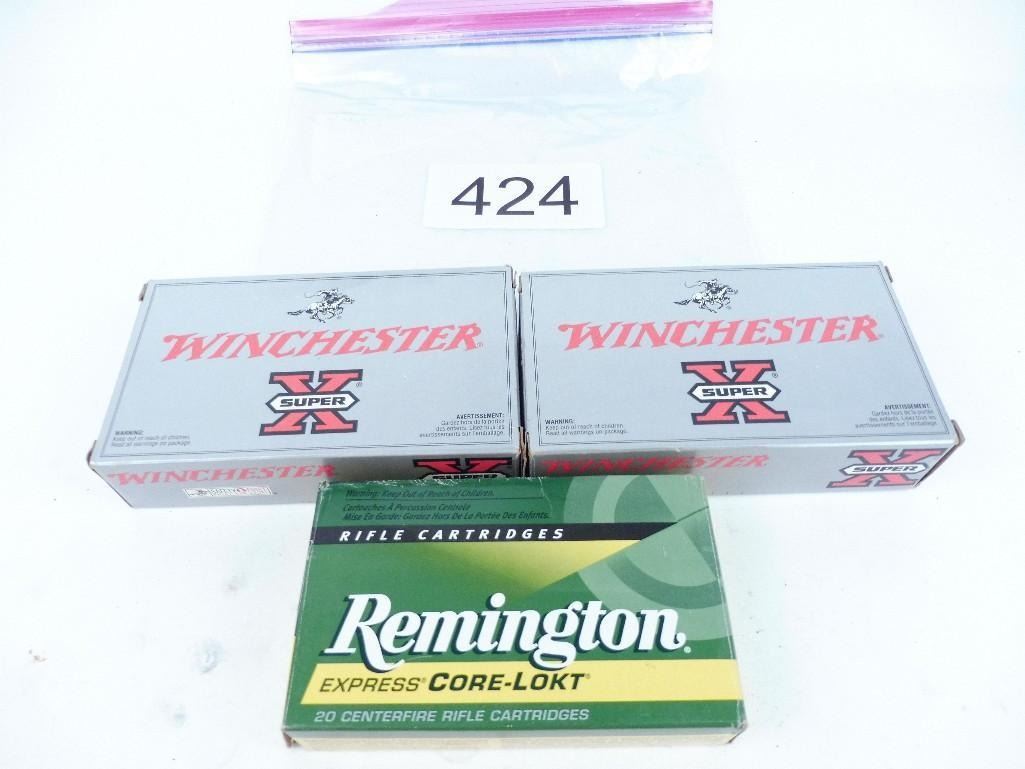 424
WINCHESTER®
SUPER X®
WARNING:
Keep out of reach of children.
Read all warnings on package.
AVERTISSEMENT:
Gardez hors de la portée
des enfants. Lisez tous les
avertissements sur l'emballage.
WINCHESTER
SUPER X
WINCHESTER®
SUPER X®
WARNING:
Keep out of reach of children.
Read all warnings on package.
AVERTISSEMENT:
Gardez hors de la portée
des enfants. Lisez tous les
avertissements sur l'emballage.
WINCHESTER
SUPER X
Warning: Keep Out of Reach of Children.
Cartouches À Percussion Centrale
Mise En Garde: Gardez Hors De La Portée Des Enfants.
RIFLE CARTRIDGES
Remington®
EXPRESS® CORE-LOKT®
20 CENTERFIRE RIFLE CARTRIDGES